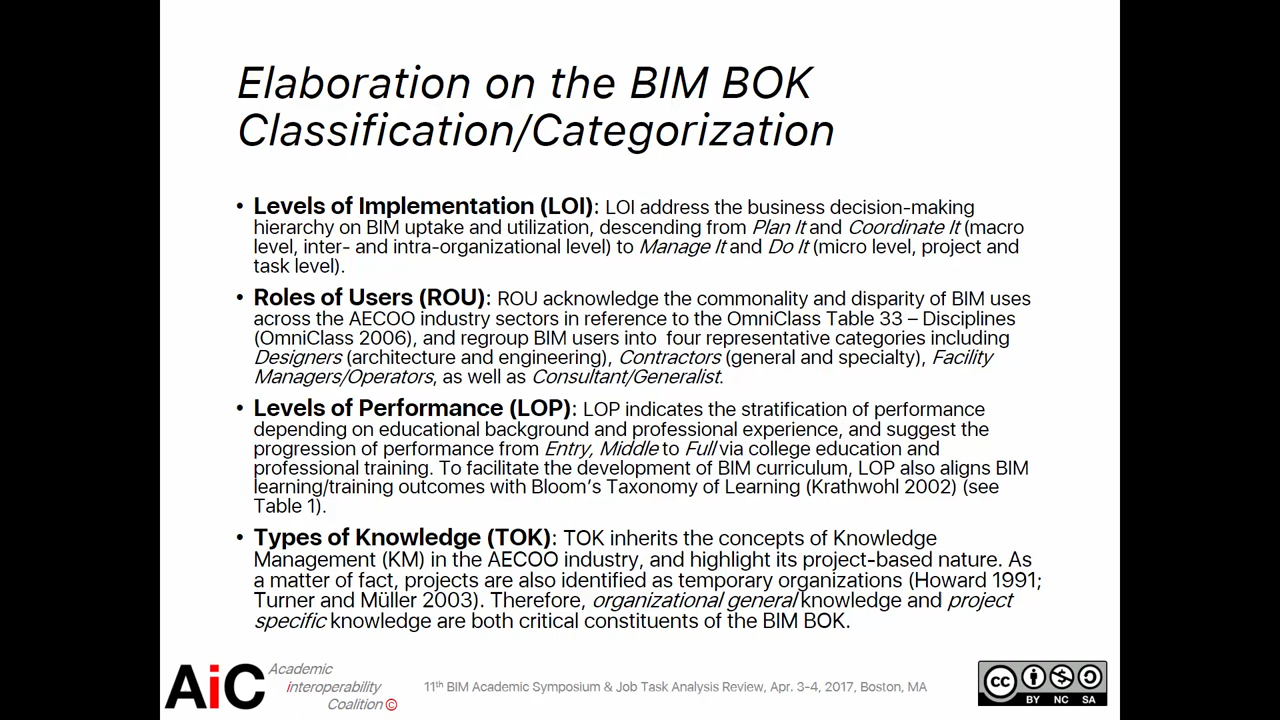 Elaboration on the BIM BOK
Classification/Categorization
• Levels of Implementation (LOI): LOI address the business decision-making
hierarchy on BIM uptake and utilization, descending from Plan It and Coordinate It (macro
level, inter- and intra-organizational level) to Manage It and Do It (micro level, project and
task level).
• Roles of Users (ROU): ROU acknowledge the commonality and disparity of BIM uses
across the AECOO industry sectors in reference to the OmniClass Table 33 – Disciplines
(OmniClass 2006), and regroup BIM users into four representative categories including
Designers (architecture and engineering), Contractors (general and specialty), Facility
Managers/Operators, as well as Consultant/Generalist.
• Levels of Performance (LOP): LOP indicates the stratification of performance
depending on educational background and professional experience, and suggest the
progression of performance from Entry, Middle to Full via college education and
professional training. To facilitate the development of BIM curriculum, LOP also aligns BIM
learning/training outcomes with Bloom's Taxonomy of Learning (Krathwohl 2002) (see
Table 1).
• Types of Knowledge (TOK): TOK inherits the concepts of Knowledge
Management (KM) in the AECOO industry, and highlight its project-based nature. As
a matter of fact, projects are also identified as temporary organizations (Howard 1991;
Turner and Müller 2003). Therefore, organizational general knowledge and project
specific knowledge are both critical constituents of the BIM BOK.
AiC
Academic
interoperability
Coalition ©
11th BIM Academic Symposium & Job Task Analysis Review, Apr. 3-4, 2017, Boston, MA
cc
BY NC SA